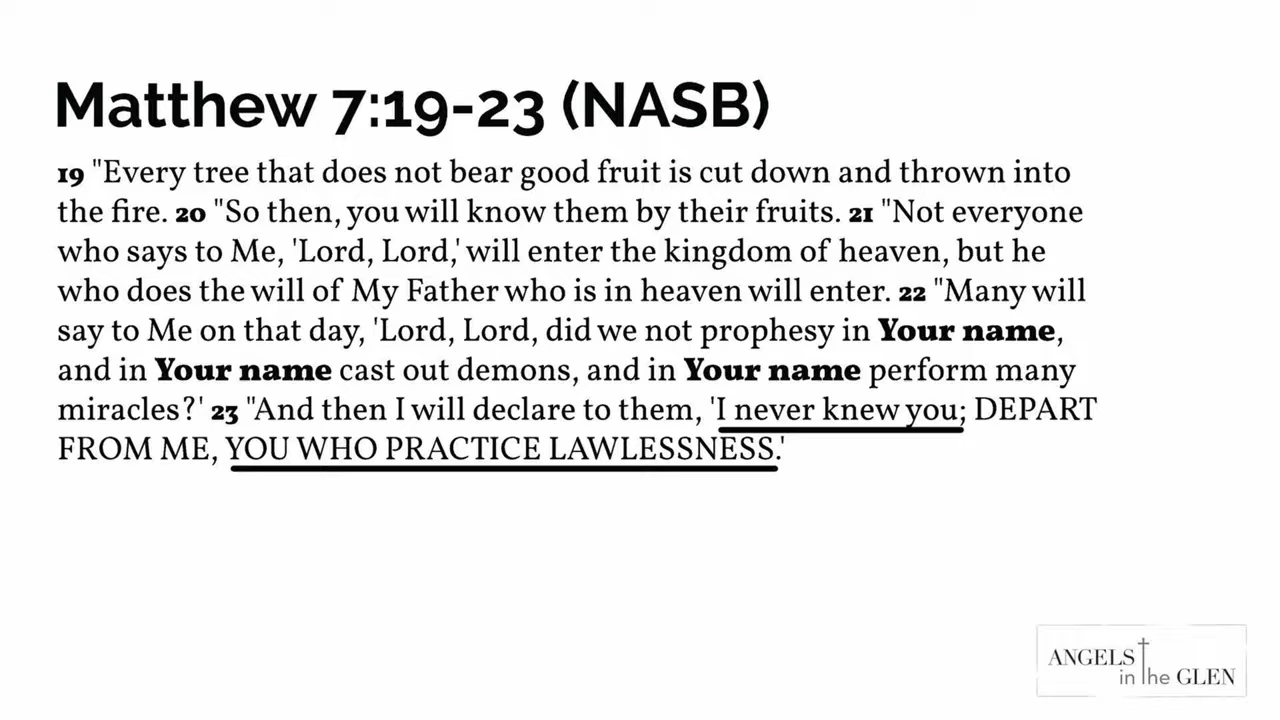 Matthew 7:19-23 (NASB)
19 "Every tree that does not bear good fruit is cut down and thrown into
the fire. 20 "So then, you will know them by their fruits. 21 "Not everyone
who says to Me, 'Lord, Lord,' will enter the kingdom of heaven, but he
who does the will of My Father who is in heaven will enter. 22 "Many will
say to Me on that day, 'Lord, Lord, did we not prophesy in Your name,
and in Your name cast out demons, and in Your name perform many
miracles?' 23 "And then I will declare to them, 'I never knew you; DEPART
FROM ME, YOU WHO PRACTICE LAWLESSNESS.'
ANGELS
in the GLEN